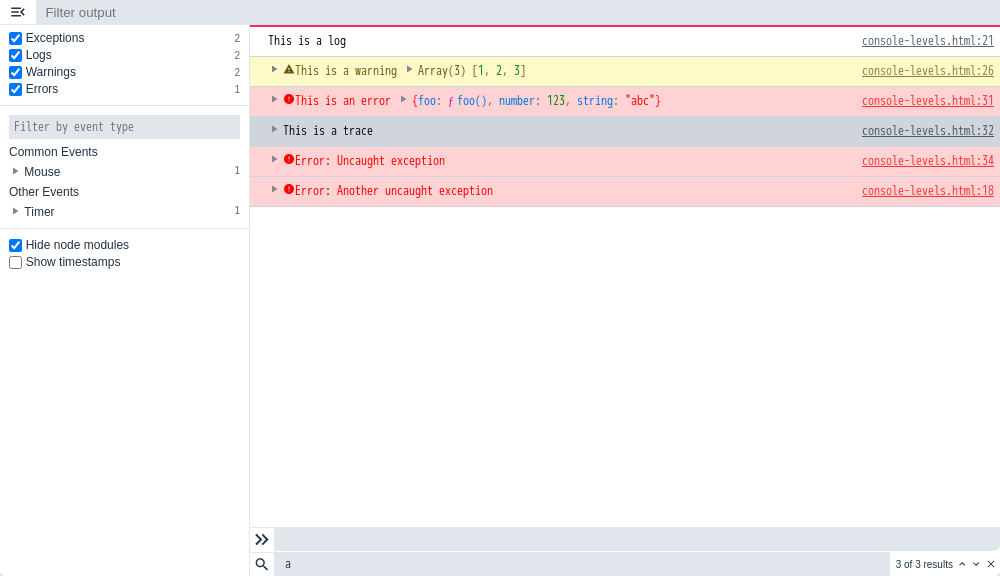 Filter output
Exceptions 2
Logs 2
Warnings 2
Errors 1
Filter by event type
Common Events
Mouse 1
Other Events
Timer 1
Hide node modules
Show timestamps
This is a log console-levels.html:21
This is a warning Array(3) [1, 2, 3] console-levels.html:26
This is an error {foo: ƒ foo(), number: 123, string: "abc"} console-levels.html:31
This is a trace console-levels.html:32
Error: Uncaught exception console-levels.html:34
Error: Another uncaught exception console-levels.html:18
a 3 of 3 results